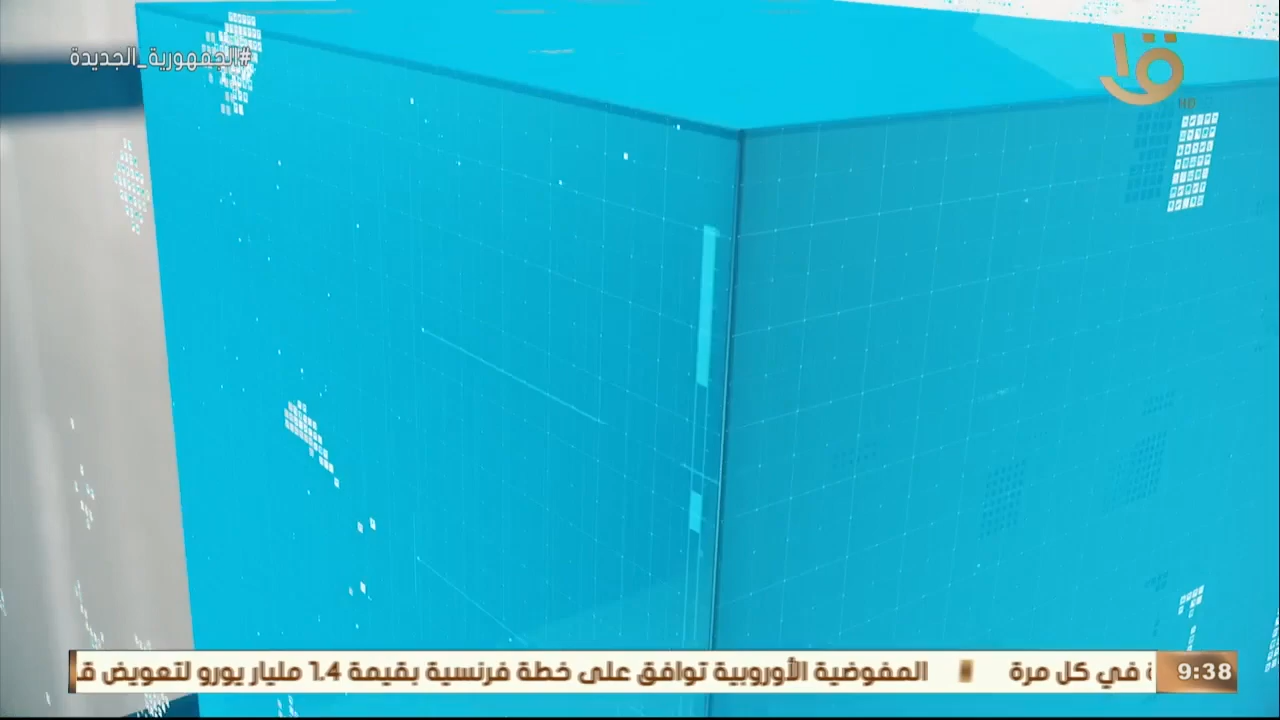 #الجمهورية_الجديدة
HD
في كل مرة
المفوضية الأوروبية توافق على خطة فرنسية بقيمة 1.4 مليار يورو لتعويض
9:38